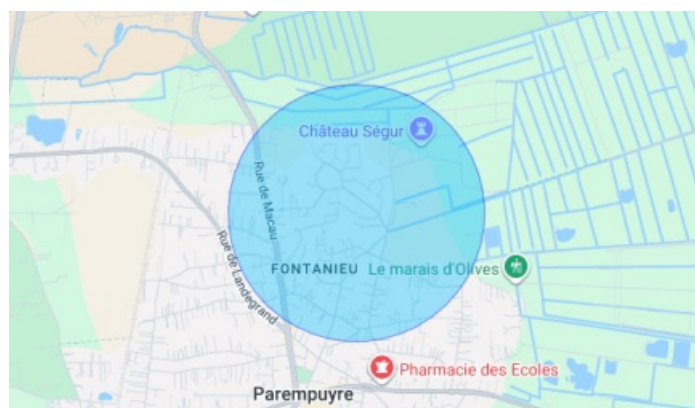 Château Ségur
Rue de Macau
Rue de Landegrand
FONTANIEU
Le marais d'Olives
Pharmacie des Ecoles
Parempuyre